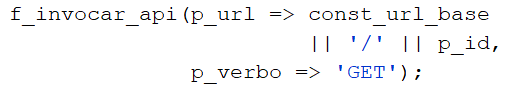 f_invocar_api(p_url => const_url_base
|| '/' || p_id,
p_verbo => 'GET');